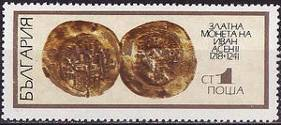 БЪЛГАРИЯ
ЗЛАТНА
МОНЕТА НА
ИВАН
АСЕН II
1218-1241
СТ 1
ПОЩА